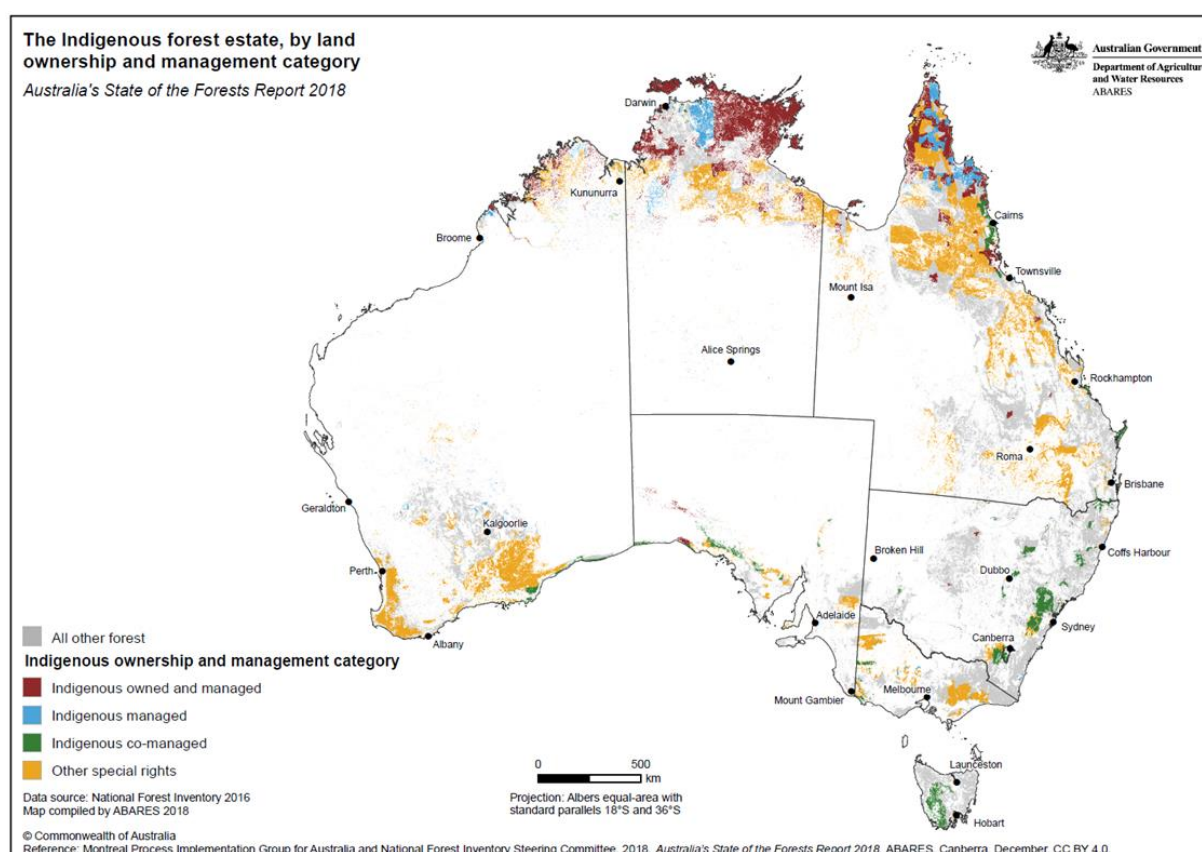 The Indigenous forest estate, by land
ownership and management category
Australia's State of the Forests Report 2018
Australian Government
Department of Agricultur
and Water Resources
ABARES
Darwin
Kununurra
Broome
Cairns
Townsville
Mount Isa
Alice Springs
Rockhampton
Roma
Brisbane
Geraldton
Kalgoorlie
Broken Hill
Coffs Harbour
Dubbo
Perth
Adelaide
Sydney
Canberra
Albany
Mount Gambier
Melbourne
Launceston
Hobart
All other forest
Indigenous ownership and management category
Indigenous owned and managed
Indigenous managed
Indigenous co-managed
Other special rights
0 500
km
Projection: Albers equal-area with
standard parallels 18°S and 36°S
Data source: National Forest Inventory 2016
Map compiled by ABARES 2018
© Commonwealth of Australia
Reference: Montreal Process Implementation Group for Australia and National Forest Inventory Steering Committee, 2018, Australia's State of the Forests Report 2018, ABARES, Canberra, December. CC BY 4.0.